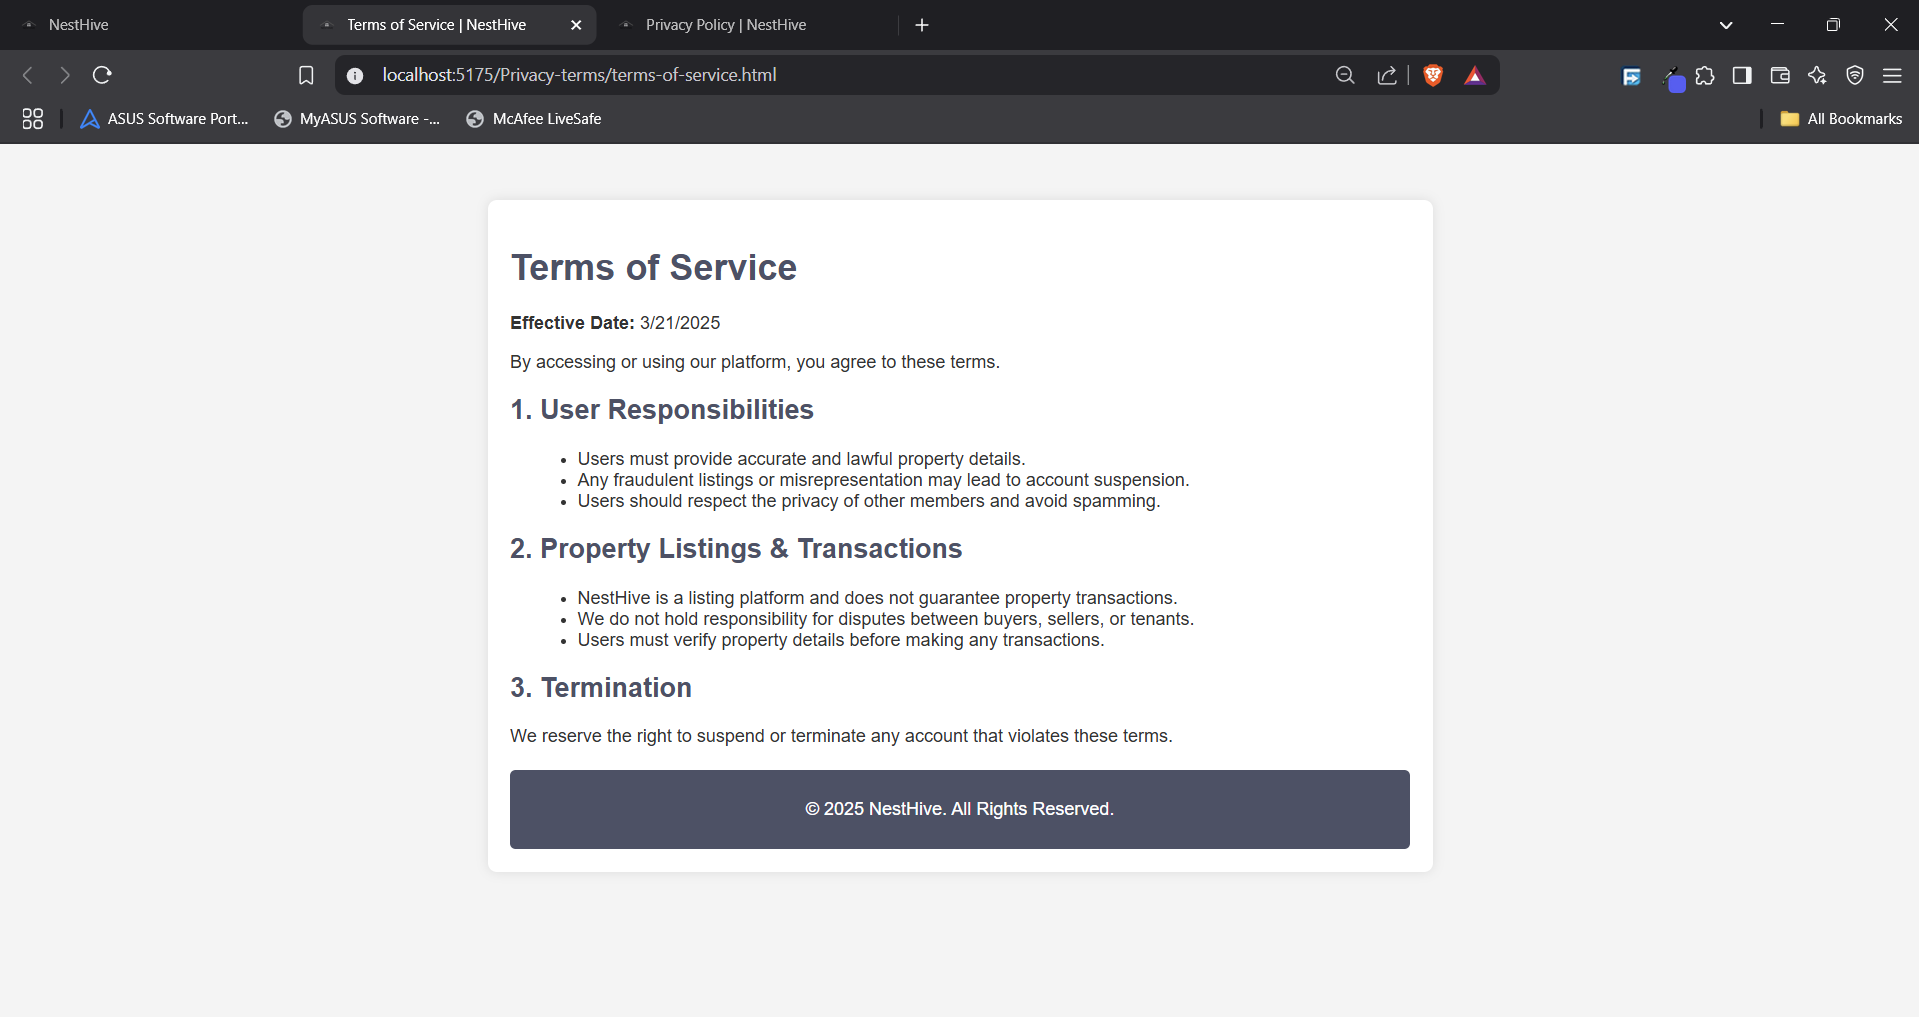 NestHive
Terms of Service | NestHive
Privacy Policy | NestHive
localhost:5175/Privacy-terms/terms-of-service.html
ASUS Software Port...
MyASUS Software -...
McAfee LiveSafe
All Bookmarks
Terms of Service
Effective Date: 3/21/2025
By accessing or using our platform, you agree to these terms.
1. User Responsibilities
• Users must provide accurate and lawful property details.
• Any fraudulent listings or misrepresentation may lead to account suspension.
• Users should respect the privacy of other members and avoid spamming.
2. Property Listings & Transactions
• NestHive is a listing platform and does not guarantee property transactions.
• We do not hold responsibility for disputes between buyers, sellers, or tenants.
• Users must verify property details before making any transactions.
3. Termination
We reserve the right to suspend or terminate any account that violates these terms.
© 2025 NestHive. All Rights Reserved.